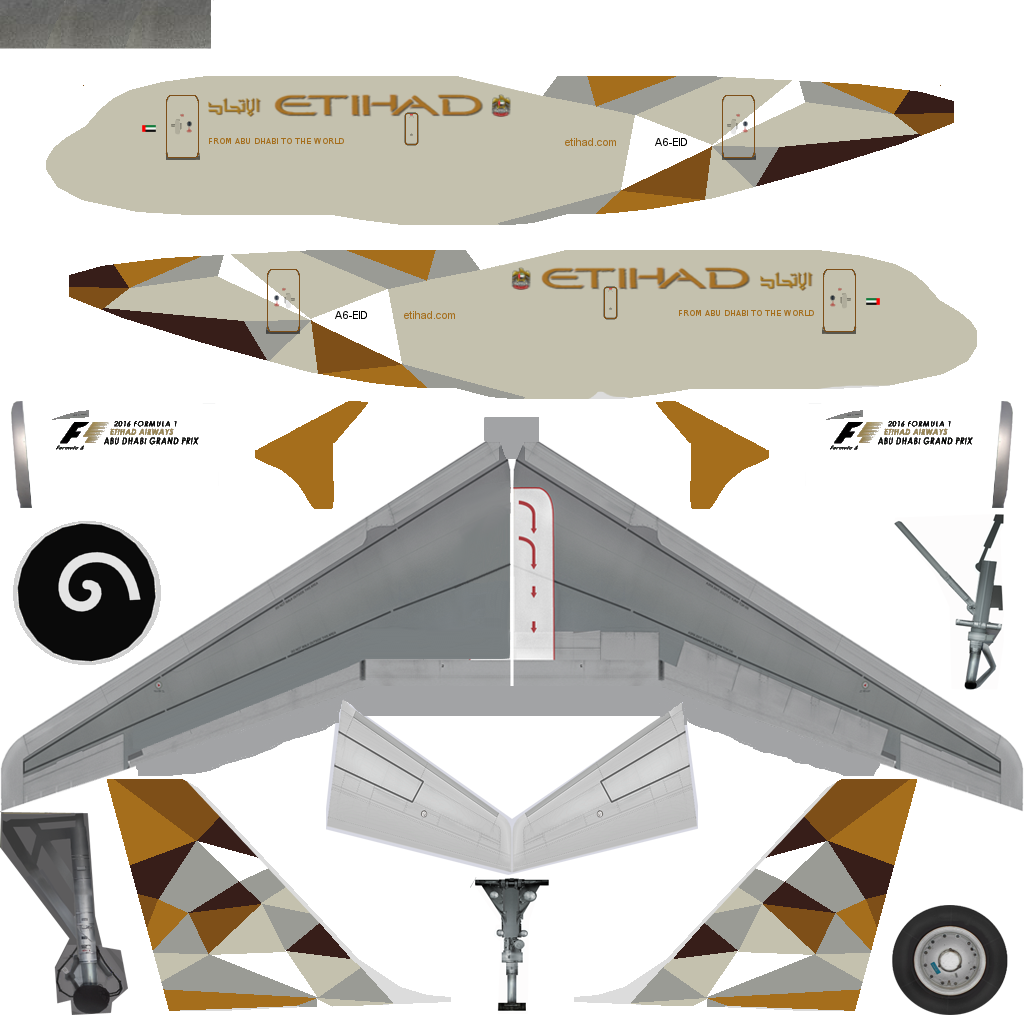 الإتحاد ETIHAD
FROM ABU DHABI TO THE WORLD
etihad.com
A6-EID
ETIHAD الإتحاد
A6-EID
etihad.com
FROM ABU DHABI TO THE WORLD
F1
Formula 1
2016 FORMULA 1
ETIHAD AIRWAYS
ABU DHABI GRAND PRIX
F1
Formula 1
2016 FORMULA 1
ETIHAD AIRWAYS
ABU DHABI GRAND PRIX